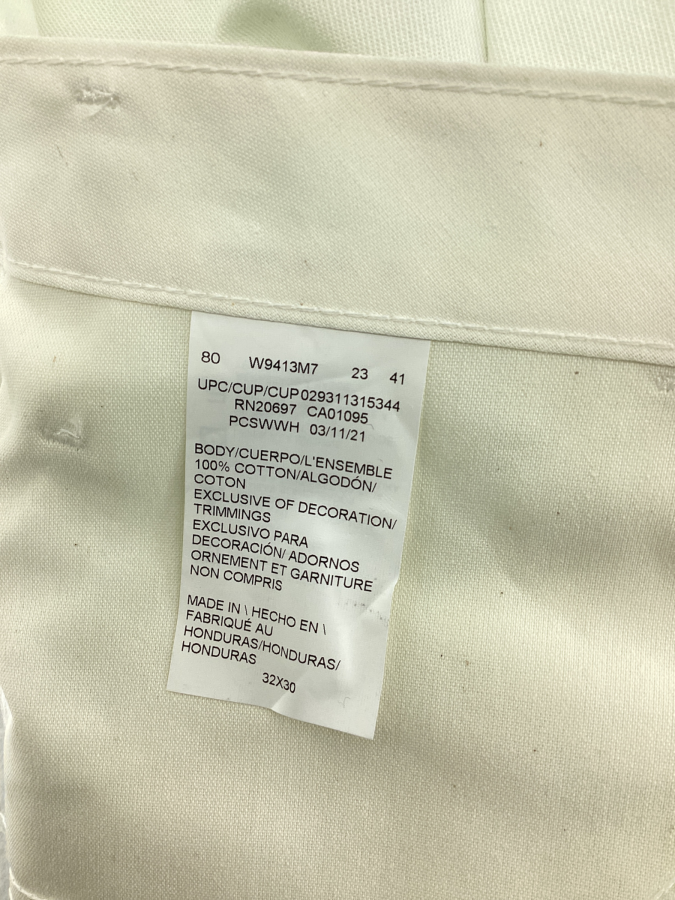 80 W9413M7 23 41
UPC/CUP/CUP029311315344
RN20697 CA01095
PCSWWH 03/11/21
BODY/CUERPO/L'ENSEMBLE
100% COTTON/ALGODÓN/
COTON
EXCLUSIVE OF DECORATION/
TRIMMINGS
EXCLUSIVO PARA
DECORACIÓN/ ADORNOS
ORNEMENT ET GARNITURE
NON COMPRIS
MADE IN \ HECHO EN \
FABRIQUÉ AU
HONDURAS/HONDURAS/
HONDURAS
32X30